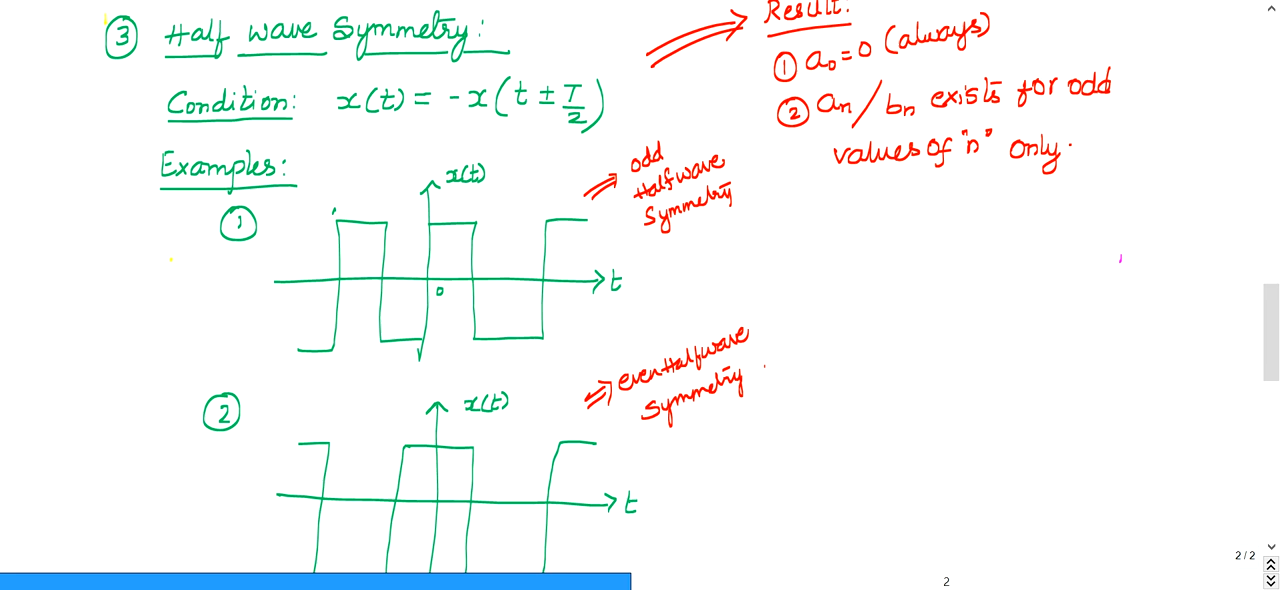 ③ Half wave Symmetry:
Condition: x(t) = -x(t ± T/2)
Result:
① a₀ = 0 (always)
② aₙ / bₙ exists for odd
values of "n" only.
Examples:
①
x(t)
0
t
odd
Halfwave
Symmetry
②
x(t)
t
even Halfwave
Symmetry
2 / 2
2